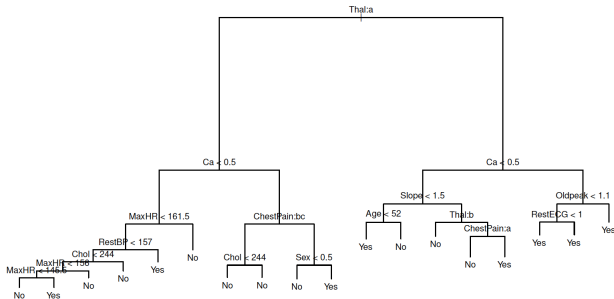 Thal:a
Ca < 0.5
Ca < 0.5
Slope < 1.5
Oldpeak < 1.1
MaxHR < 161.5
ChestPain:bc
Age < 52
Thal:b
RestECG < 1
Yes
ChestPain:a
RestBP < 157
No
Yes
No
No
Yes
Yes
Chol < 244
Yes
Chol < 244
Sex < 0.5
No
Yes
MaxHR < 156
MaxHR < 145.5
No
No
No
No
No
Yes
No
Yes